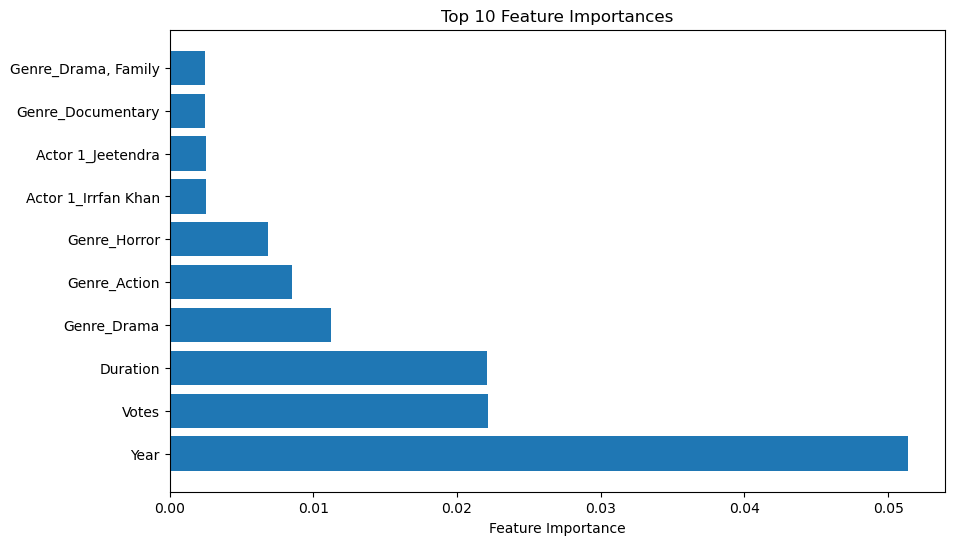 Top 10 Feature Importances
Genre_Drama, Family
Genre_Documentary
Actor 1_Jeetendra
Actor 1_Irrfan Khan
Genre_Horror
Genre_Action
Genre_Drama
Duration
Votes
Year
0.00 0.01 0.02 0.03 0.04 0.05
Feature Importance